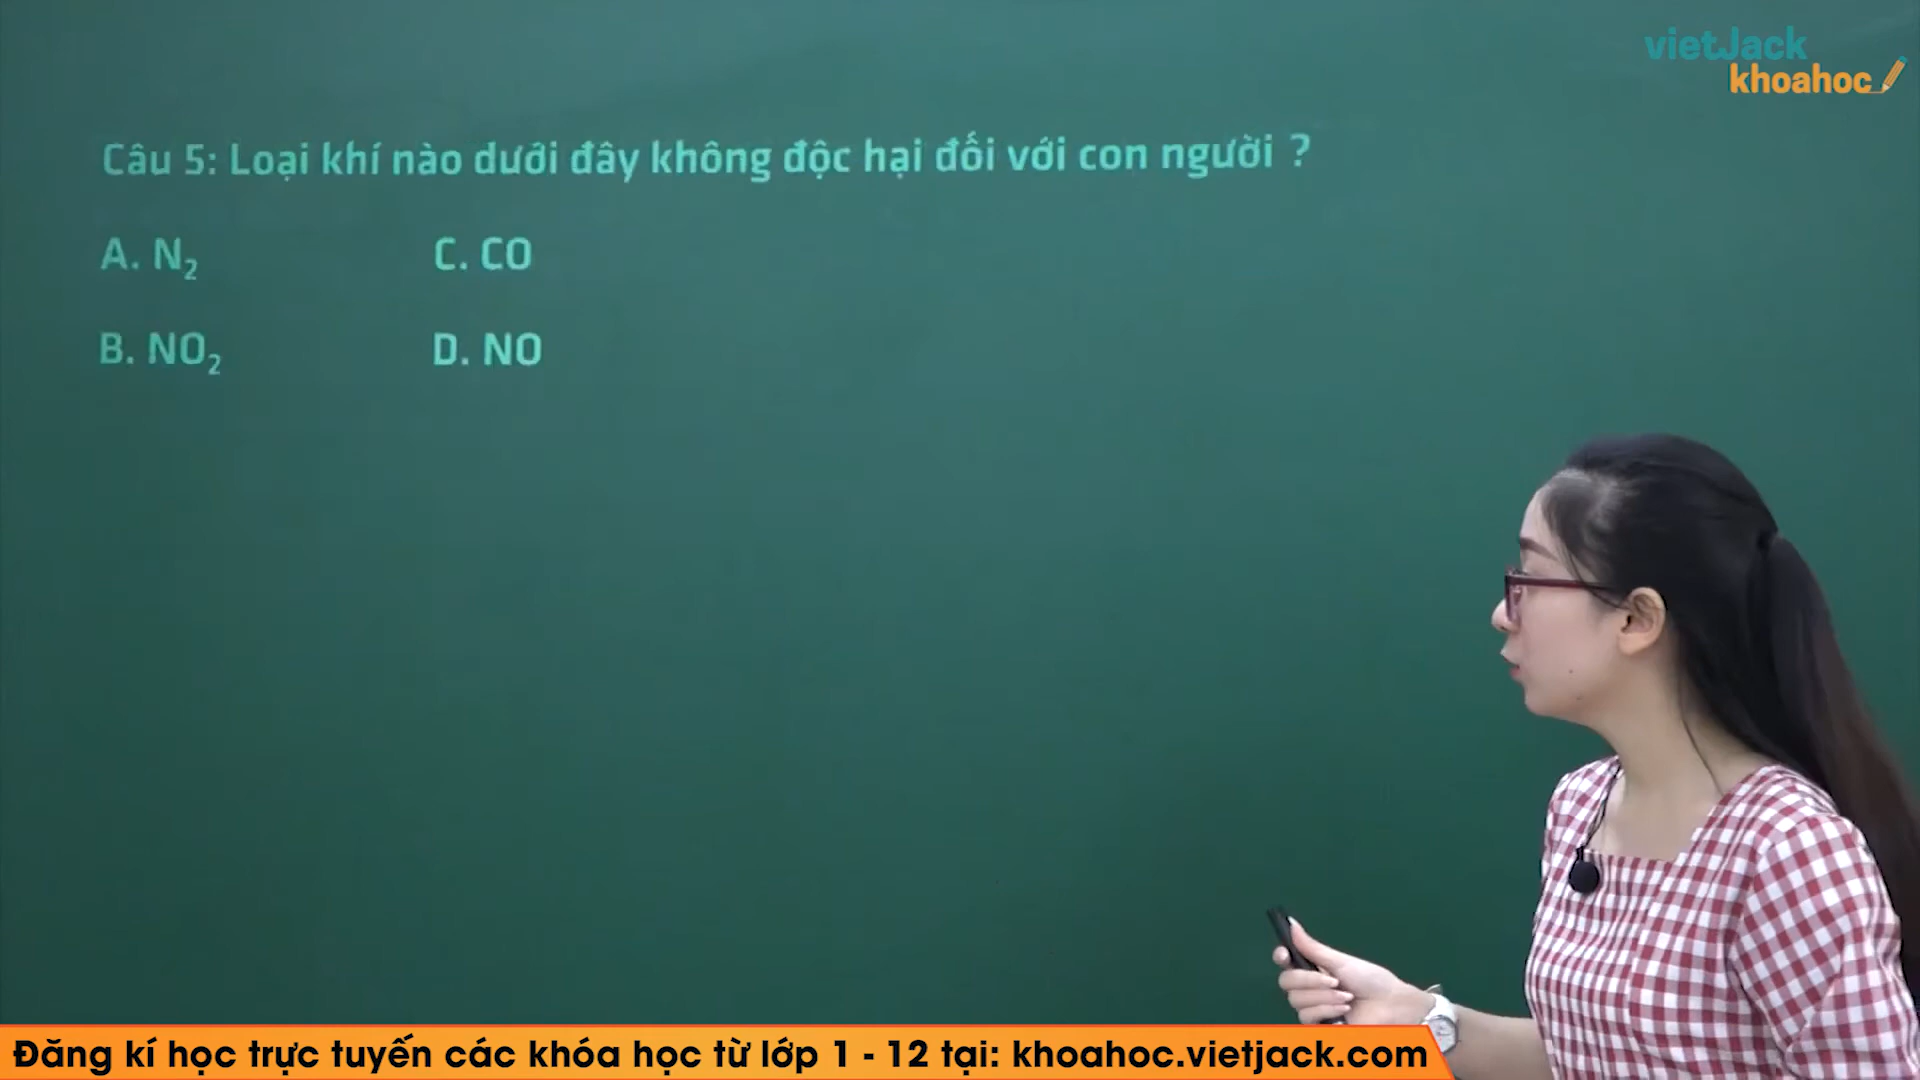 vietJack
khoahoc
Câu 5: Loại khí nào dưới đây không độc hại đối với con người ?
A. N₂ C. CO
B. NO₂ D. NO
Đăng kí học trực tuyến các khóa học từ lớp 1 - 12 tại: khoahoc.vietjack.com